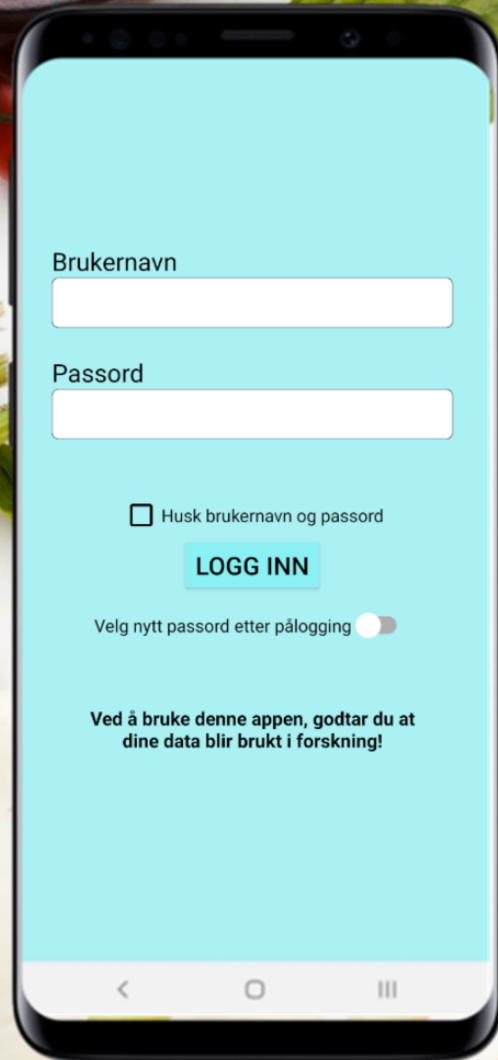 Brukernavn
Passord
Husk brukernavn og passord
LOGG INN
Velg nytt passord etter pålogging
Ved å bruke denne appen, godtar du at
dine data blir brukt i forskning!